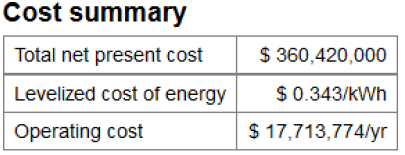 Cost summary
Total net present cost $ 360,420,000
Levelized cost of energy $ 0.343/kWh
Operating cost $ 17,713,774/yr